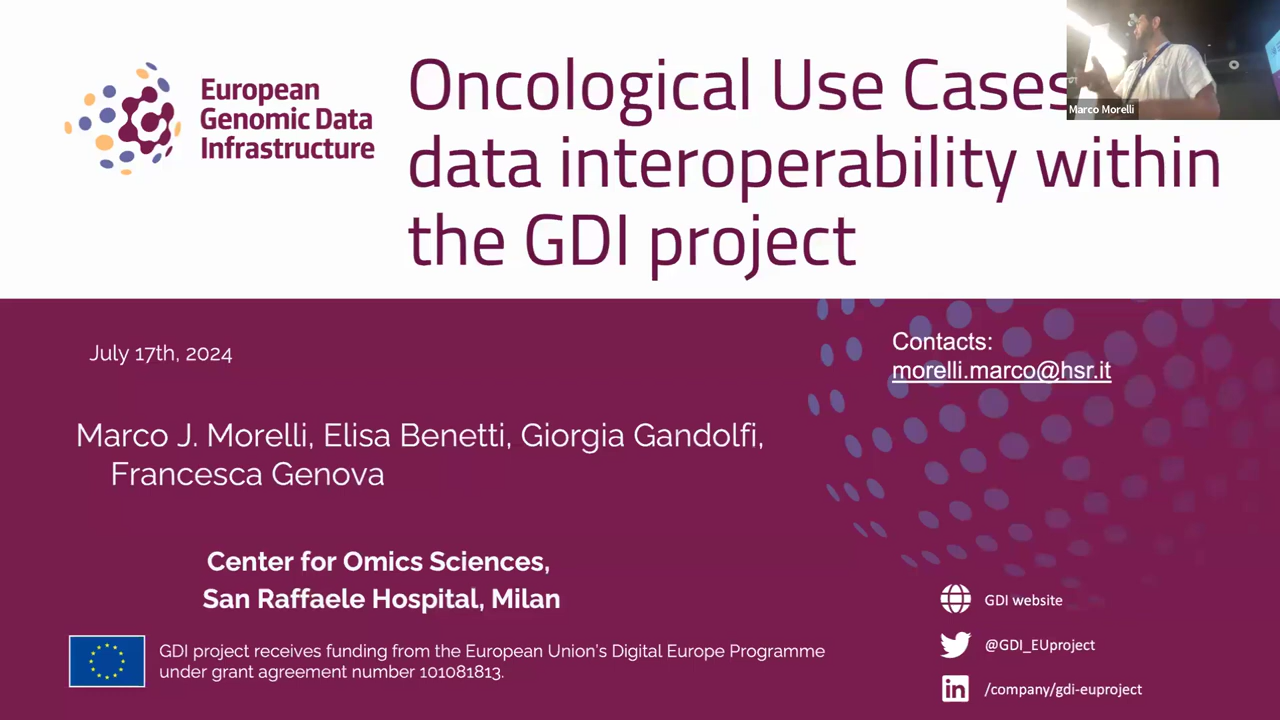 European
Genomic Data
Infrastructure
Oncological Use Cases
data interoperability within
the GDI project
Marco Morelli
July 17th, 2024
Contacts:
morelli.marco@hsr.it
Marco J. Morelli, Elisa Benetti, Giorgia Gandolfi,
Francesca Genova
Center for Omics Sciences,
San Raffaele Hospital, Milan
GDI project receives funding from the European Union’s Digital Europe Programme
under grant agreement number 101081813.
GDI website
@GDI_EUproject
/company/gdi-euproject